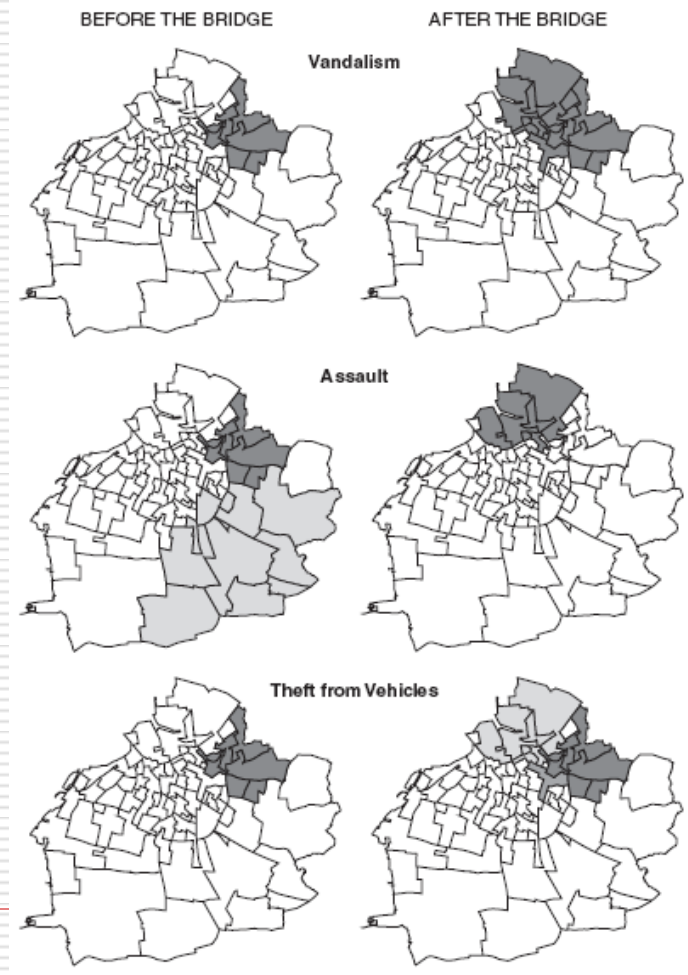 BEFORE THE BRIDGE
AFTER THE BRIDGE
Vandalism
Assault
Theft from Vehicles